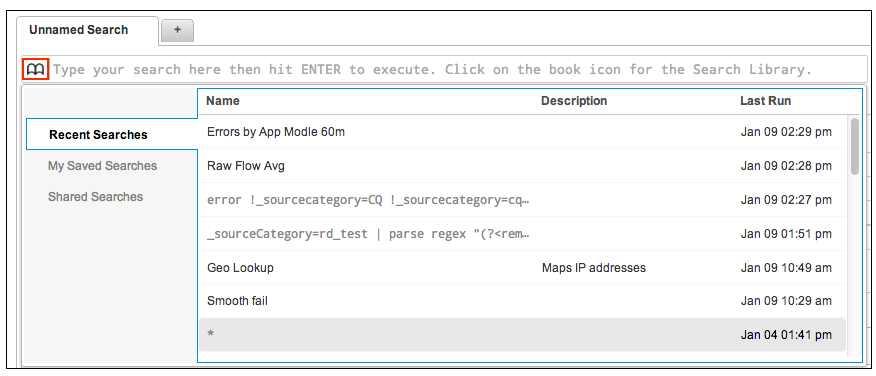 Unnamed Search +
Type your search here then hit ENTER to execute. Click on the book icon for the Search Library.
Name Description Last Run
Recent Searches
My Saved Searches
Shared Searches
Errors by App Modle 60m Jan 09 02:29 pm
Raw Flow Avg Jan 09 02:28 pm
error !_sourcecategory=CQ !_sourcecategory=cq… Jan 09 02:27 pm
_sourceCategory=rd_test | parse regex "(?<rem… Jan 09 01:51 pm
Geo Lookup Maps IP addresses Jan 09 10:49 am
Smooth fail Jan 09 10:29 am
* Jan 04 01:41 pm